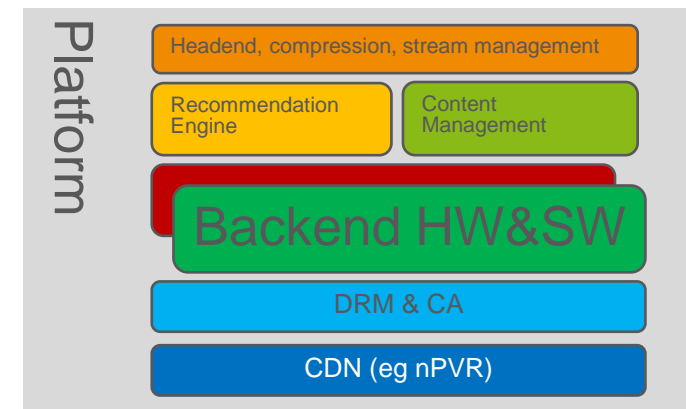 Platform
Headend, compression, stream management
Recommendation
Engine
Content
Management
Backend HW&SW
DRM & CA
CDN (eg nPVR)